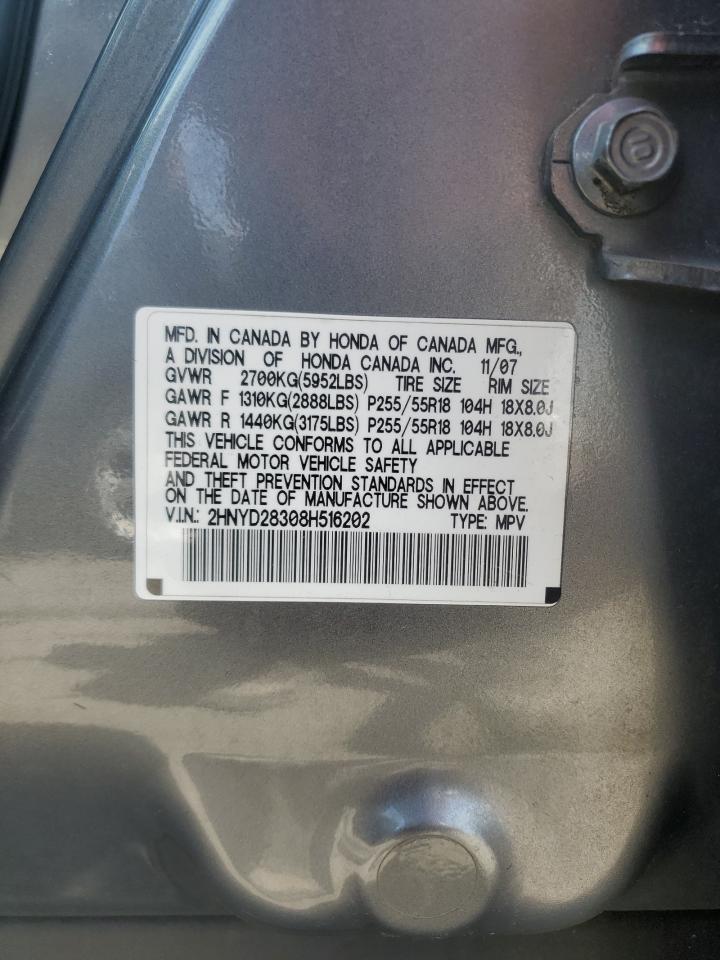 MFD. IN CANADA BY HONDA OF CANADA MFG.,
A DIVISION OF HONDA CANADA INC. 11/07
GVWR 2700KG(5952LBS) TIRE SIZE RIM SIZE
GAWR F 1310KG(2888LBS) P255/55R18 104H 18X8.0J
GAWR R 1440KG(3175LBS) P255/55R18 104H 18X8.0J
THIS VEHICLE CONFORMS TO ALL APPLICABLE
FEDERAL MOTOR VEHICLE SAFETY
AND THEFT PREVENTION STANDARDS IN EFFECT
ON THE DATE OF MANUFACTURE SHOWN ABOVE.
V.I.N.: 2HNYD28308H516202 TYPE: MPV